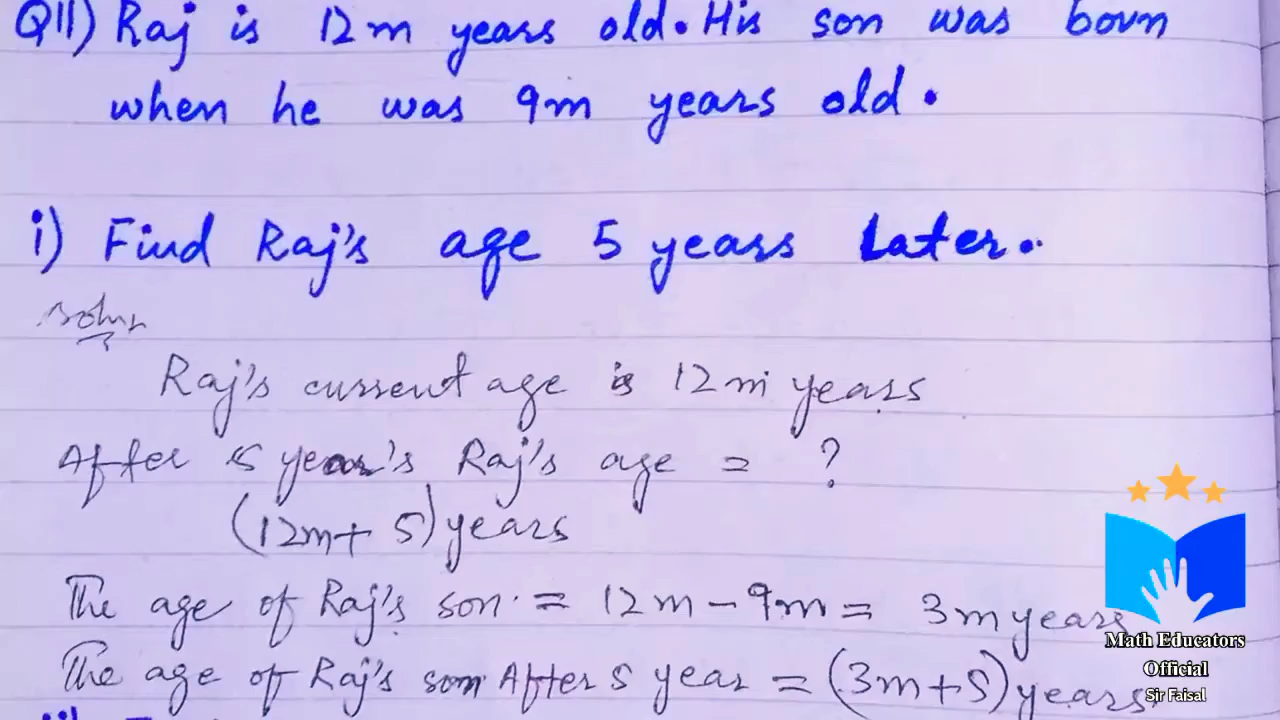 Q11) Raj is 12m years old. His son was born
when he was 9m years old.
i) Find Raj's age 5 years Later.
Raj's current age is 12m years
After 5 year's Raj's age = ?
(12m+ 5) years
The age of Raj's son = 12m - 9m = 3m years
The age of Raj's son After 5 year = (3m+5) years
Math Educators
Official
Sir Faisal